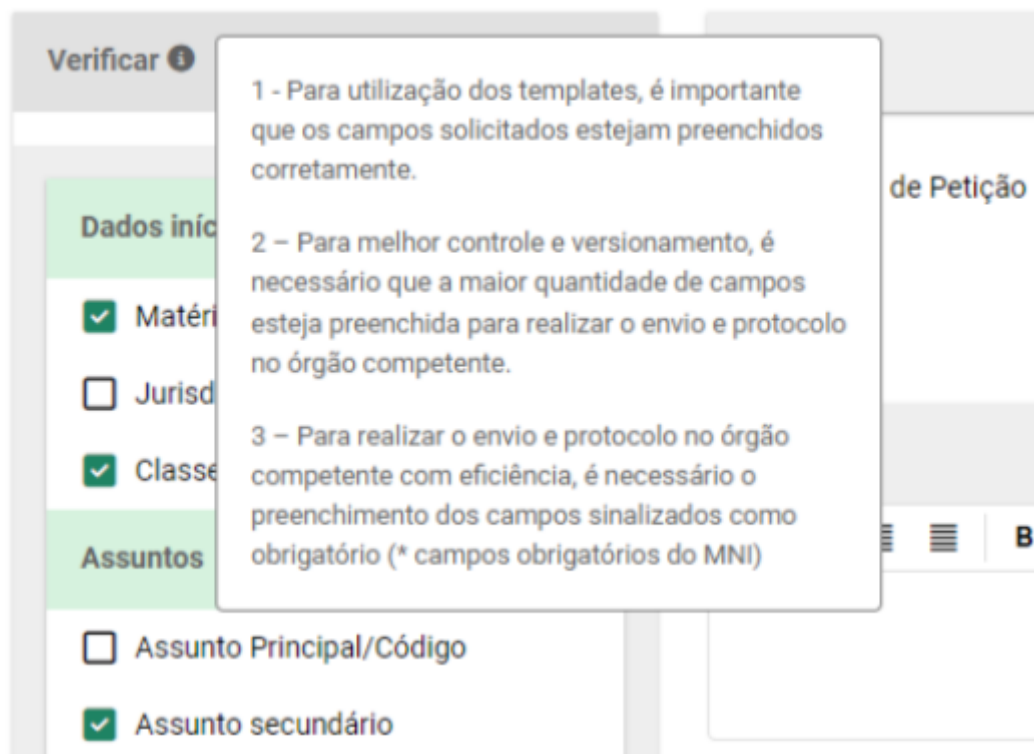 Verificar
1 - Para utilização dos templates, é importante
que os campos solicitados estejam preenchidos
corretamente.
2 – Para melhor controle e versionamento, é
necessário que a maior quantidade de campos
esteja preenchida para realizar o envio e protocolo
no órgão competente.
3 – Para realizar o envio e protocolo no órgão
competente com eficiência, é necessário o
preenchimento dos campos sinalizados como
obrigatório (* campos obrigatórios do MNI)
de Petição
Dados iníc
Matéri
Jurisd
Classe
Assuntos
Assunto Principal/Código
Assunto secundário
B